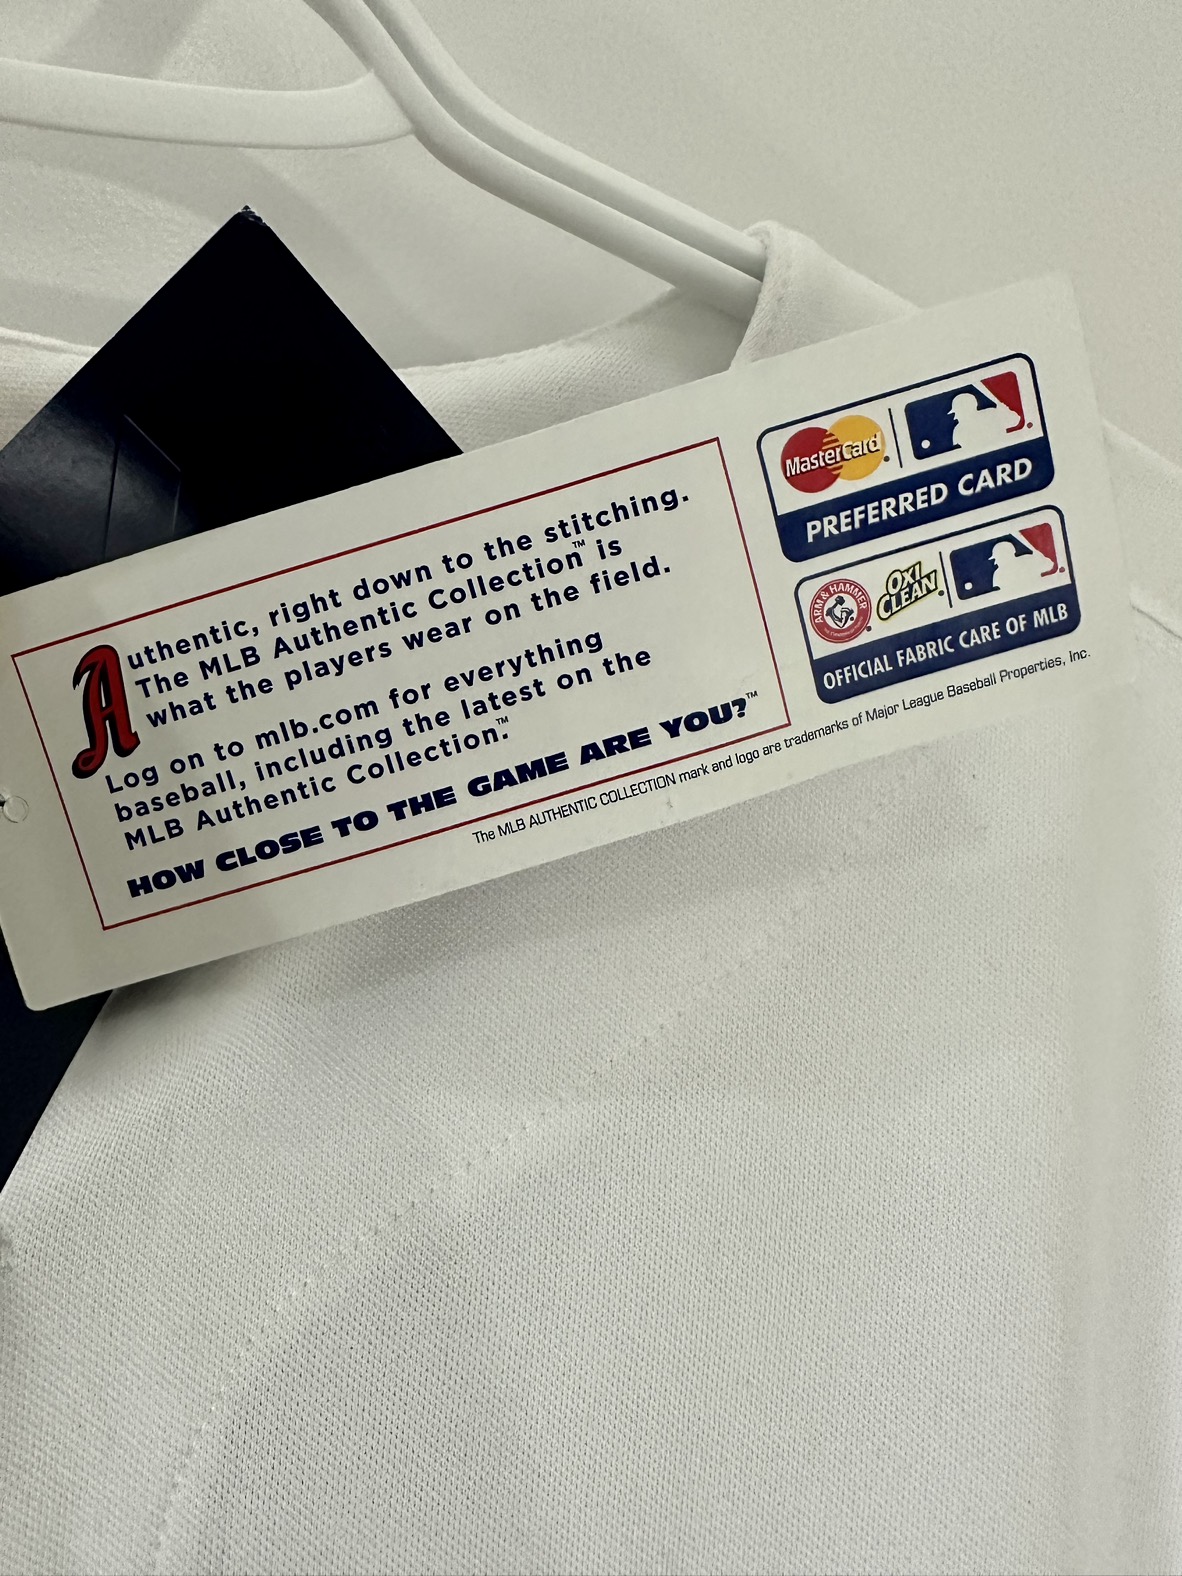 Authentic, right down to the stitching.
The MLB Authentic Collection™ is
what the players wear on the field.
Log on to mlb.com for everything
baseball, including the latest on the
MLB Authentic Collection.™
HOW CLOSE TO THE GAME ARE YOU?™
The MLB AUTHENTIC COLLECTION mark and logo are trademarks of Major League Baseball Properties, Inc.
MasterCard
PREFERRED CARD
ARM & HAMMER
OXI
CLEAN
OFFICIAL FABRIC CARE OF MLB